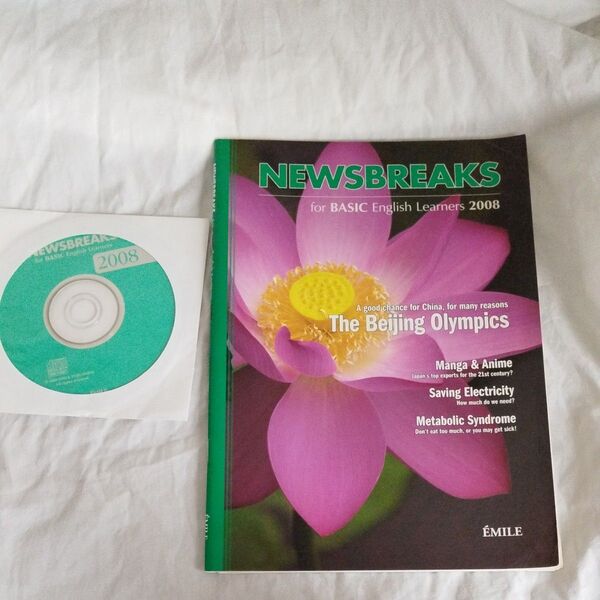 NEWSBREAKS
for BASIC English Learners
2008
NEWSBREAKS
for BASIC English Learners 2008
A good chance for China, for many reasons
The Beijing Olympics
Manga & Anime
Japan's top exports for the 21st century?
Saving Electricity
How much do we need?
Metabolic Syndrome
Don't eat too much, or you may get sick!
ÉMILE